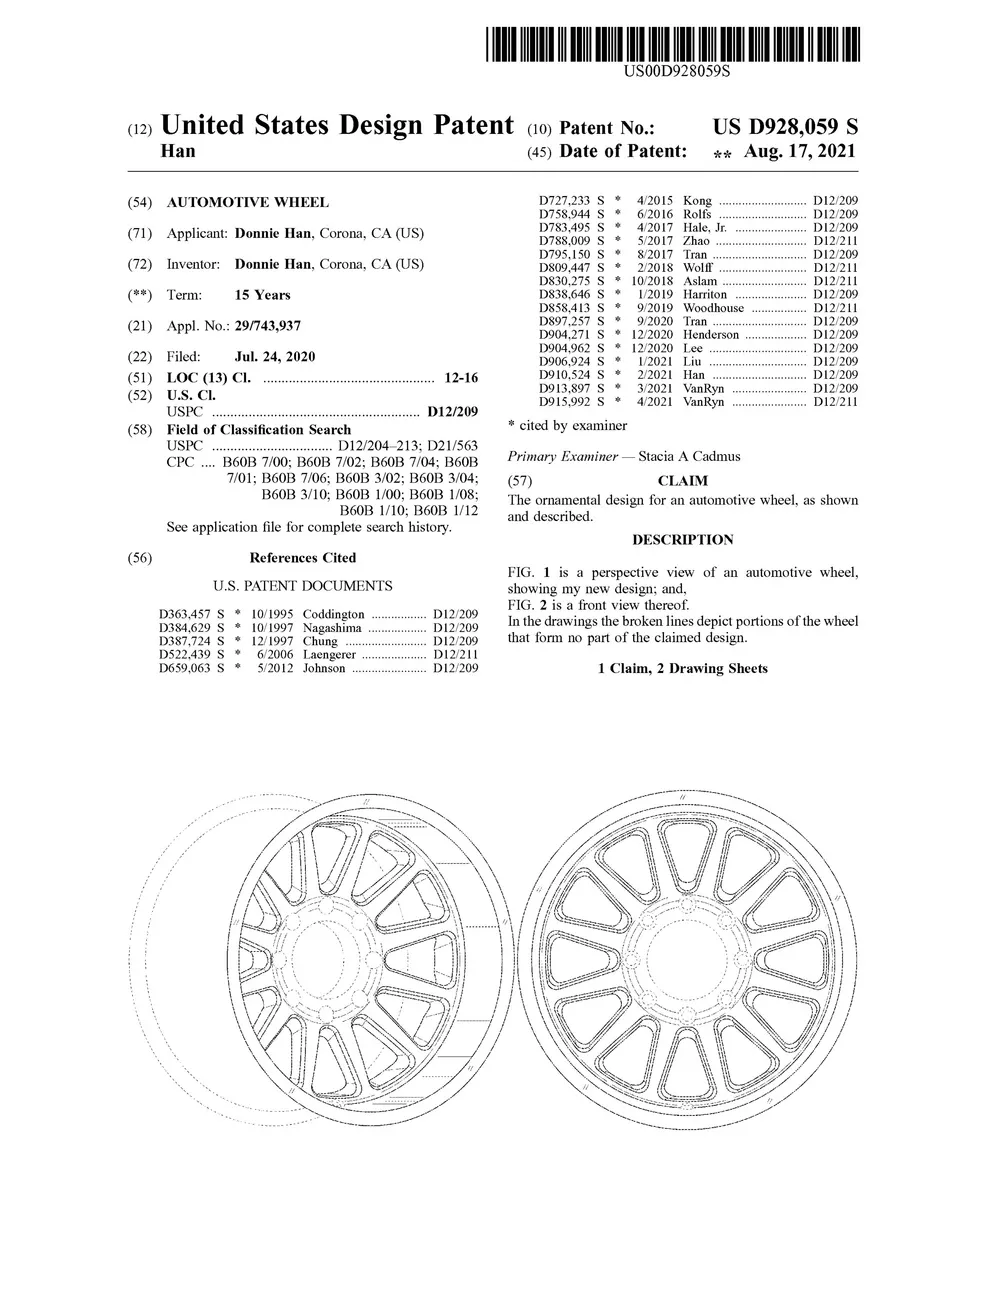 US00D928059S
(12) United States Design Patent
Han
(10) Patent No.: US D928,059 S
(45) Date of Patent: ** Aug. 17, 2021
(54) AUTOMOTIVE WHEEL
(71) Applicant: Donnie Han, Corona, CA (US)
(72) Inventor: Donnie Han, Corona, CA (US)
(**) Term: 15 Years
(21) Appl. No.: 29/743,937
(22) Filed: Jul. 24, 2020
(51) LOC (13) Cl. .............................................. 12-16
(52) U.S. Cl.
USPC ........................................................ D12/209
(58) Field of Classification Search
USPC ................................ D12/204–213; D21/563
CPC .... B60B 7/00; B60B 7/02; B60B 7/04; B60B
7/01; B60B 7/06; B60B 3/02; B60B 3/04;
B60B 3/10; B60B 1/00; B60B 1/08;
B60B 1/10; B60B 1/12
See application file for complete search history.
(56) References Cited
U.S. PATENT DOCUMENTS
D363,457 S * 10/1995 Coddington ................. D12/209
D384,629 S * 10/1997 Nagashima .................. D12/209
D387,724 S * 12/1997 Chung ......................... D12/209
D522,439 S * 6/2006 Laengerer .................... D12/211
D659,063 S * 5/2012 Johnson ....................... D12/209
D727,233 S * 4/2015 Kong ........................... D12/209
D758,944 S * 6/2016 Rolfs ........................... D12/209
D783,495 S * 4/2017 Hale, Jr. ...................... D12/209
D788,009 S * 5/2017 Zhao ............................ D12/211
D795,150 S * 8/2017 Tran ............................. D12/209
D809,447 S * 2/2018 Wolff ........................... D12/211
D830,275 S * 10/2018 Aslam .......................... D12/211
D838,646 S * 1/2019 Harriton ...................... D12/209
D858,413 S * 9/2019 Woodhouse ................. D12/211
D897,257 S * 9/2020 Tran ............................. D12/209
D904,271 S * 12/2020 Henderson ................... D12/209
D904,962 S * 12/2020 Lee .............................. D12/209
D906,924 S * 1/2021 Liu .............................. D12/209
D910,524 S * 2/2021 Han ............................. D12/209
D913,897 S * 3/2021 VanRyn ....................... D12/209
D915,992 S * 4/2021 VanRyn ....................... D12/211
* cited by examiner
Primary Examiner — Stacia A Cadmus
(57) CLAIM
The ornamental design for an automotive wheel, as shown
and described.
DESCRIPTION
FIG. 1 is a perspective view of an automotive wheel,
showing my new design; and,
FIG. 2 is a front view thereof.
In the drawings the broken lines depict portions of the wheel
that form no part of the claimed design.
1 Claim, 2 Drawing Sheets